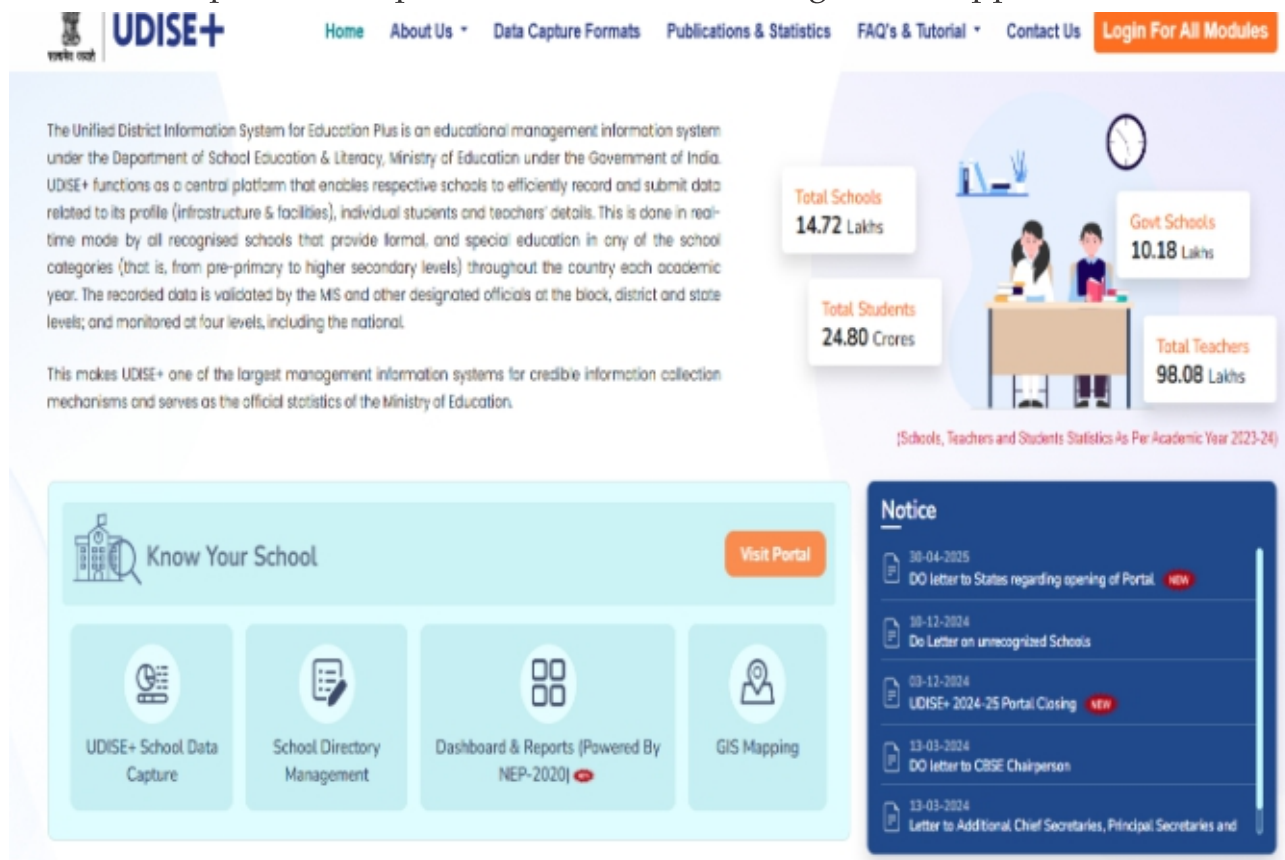 UDISE+
सत्यमेव जयते
Home About Us Data Capture Formats Publications & Statistics FAQ's & Tutorial Contact Us Login For All Modules
The Unified District Information System for Education Plus is an educational management information system
under the Department of School Education & Literacy, Ministry of Education under the Government of India.
UDISE+ functions as a central platform that enables respective schools to efficiently record and submit data
related to its profile (infrastructure & facilities), individual students and teachers' details. This is done in real-
time mode by all recognised schools that provide formal, and special education in any of the school
categories (that is, from pre-primary to higher secondary levels) throughout the country each academic
year. The recorded data is validated by the MIS and other designated officials at the block, district and state
levels; and monitored at four levels, including the national.
This makes UDISE+ one of the largest management information systems for credible information collection
mechanisms and serves as the official statistics of the Ministry of Education.
Total Schools
14.72 Lakhs
Govt Schools
10.18 Lakhs
Total Students
24.80 Crores
Total Teachers
98.08 Lakhs
(Schools, Teachers and Students Statistics As Per Academic Year 2023-24)
Know Your School
Visit Portal
UDISE+ School Data
Capture
School Directory
Management
Dashboard & Reports (Powered By
NEP-2020)
GIS Mapping
Notice
30-04-2025
DO letter to States regarding opening of Portal NEW
10-12-2024
Do Letter on unrecognized Schools
03-12-2024
UDISE+ 2024-25 Portal Closing NEW
13-03-2024
DO letter to CBSE Chairperson
13-03-2024
Letter to Additional Chief Secretaries, Principal Secretaries and